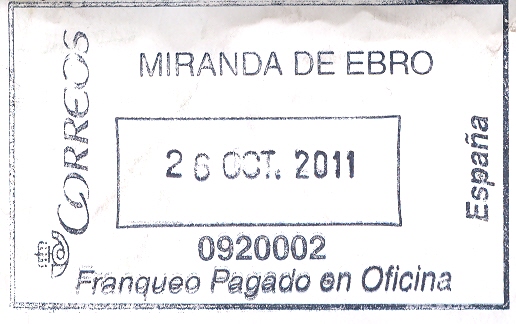 CORREOS
MIRANDA DE EBRO
26 OCT. 2011
España
0920002
Franqueo Pagado en Oficina